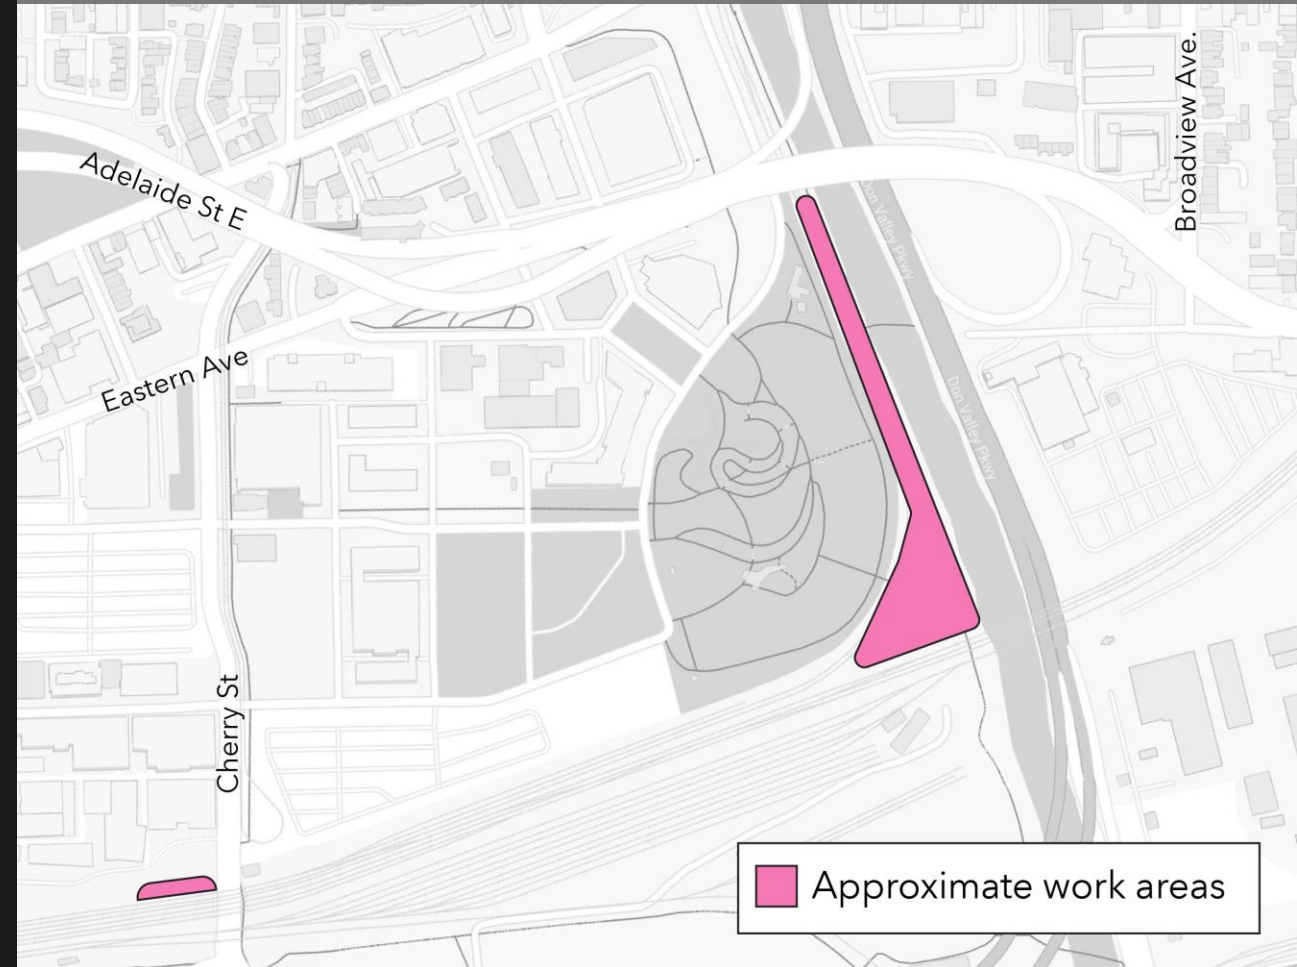 Broadview Ave.
Adelaide St E
Don Valley Pkwy
Eastern Ave
Don Valley Pkwy
Cherry St
Approximate work areas